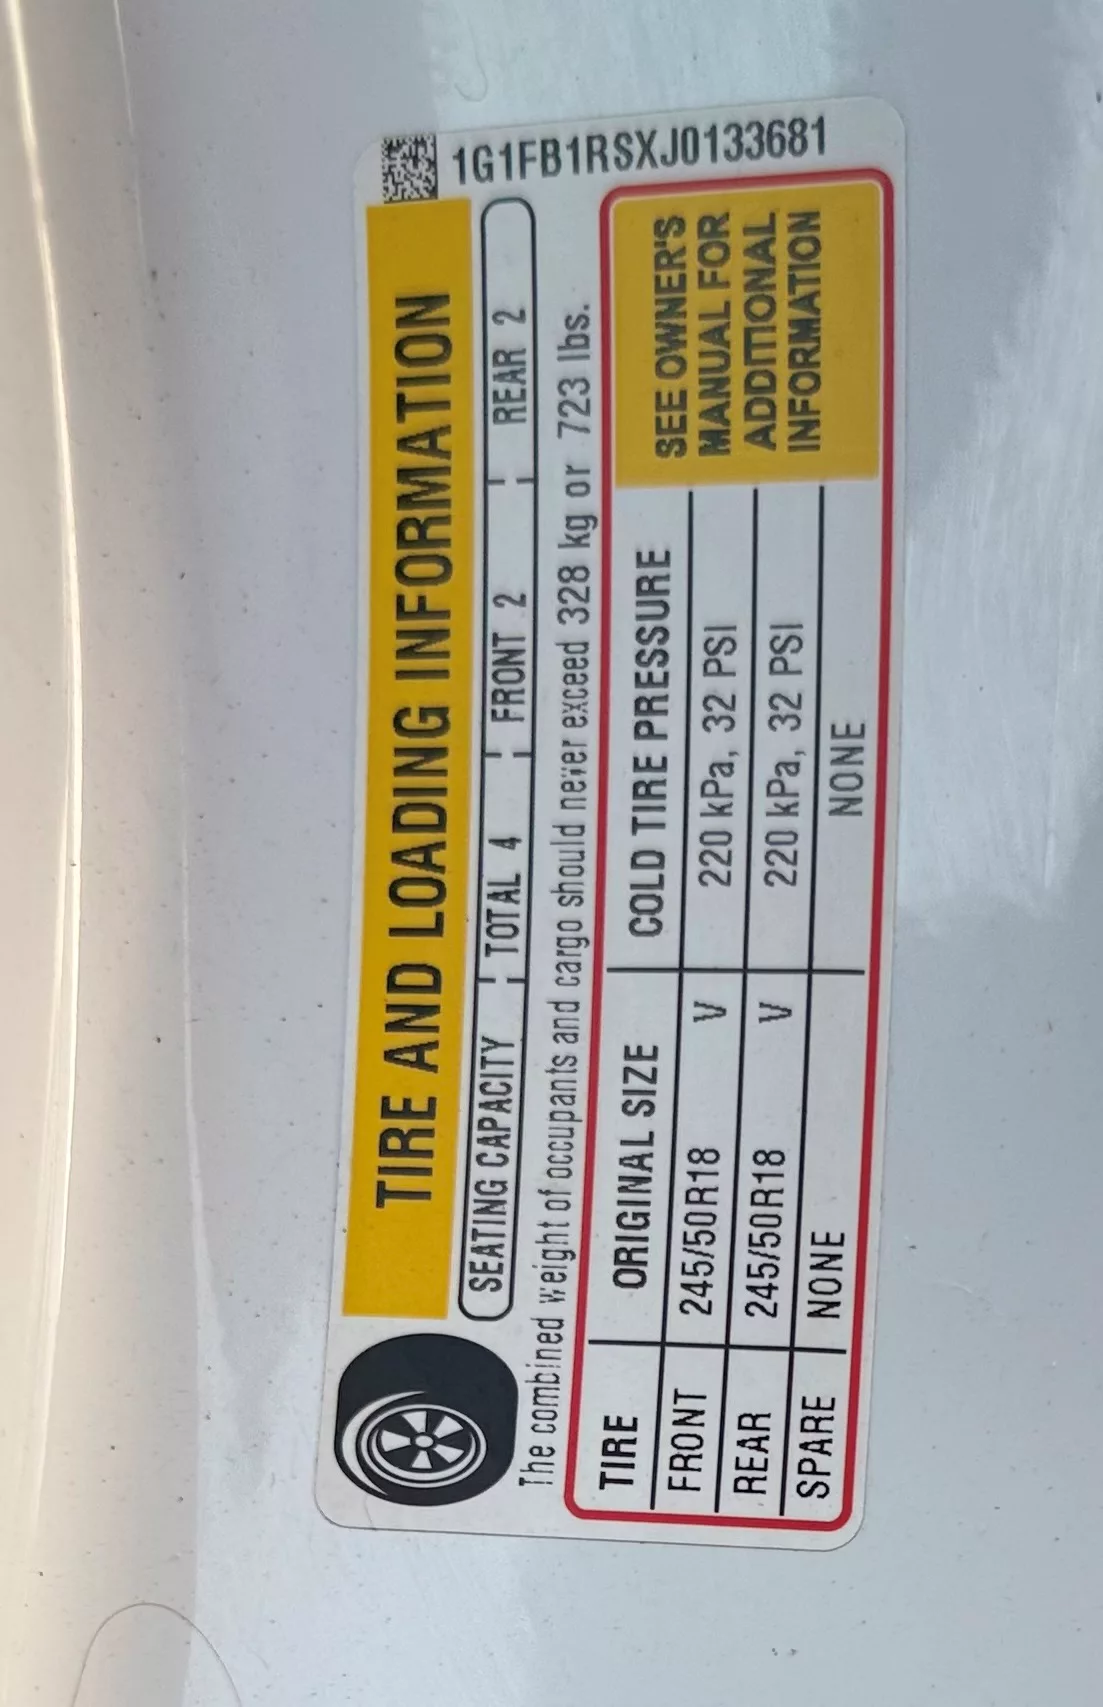 1G1FB1RSXJ0133681
TIRE AND LOADING INFORMATION
SEATING CAPACITY TOTAL 4 FRONT 2 REAR 2
The combined weight of occupants and cargo should never exceed 328 kg or 723 lbs.
TIRE ORIGINAL SIZE COLD TIRE PRESSURE
FRONT 245/50R18 V 220 kPa, 32 PSI
REAR 245/50R18 V 220 kPa, 32 PSI
SPARE NONE NONE
SEE OWNER'S
MANUAL FOR
ADDITIONAL
INFORMATION